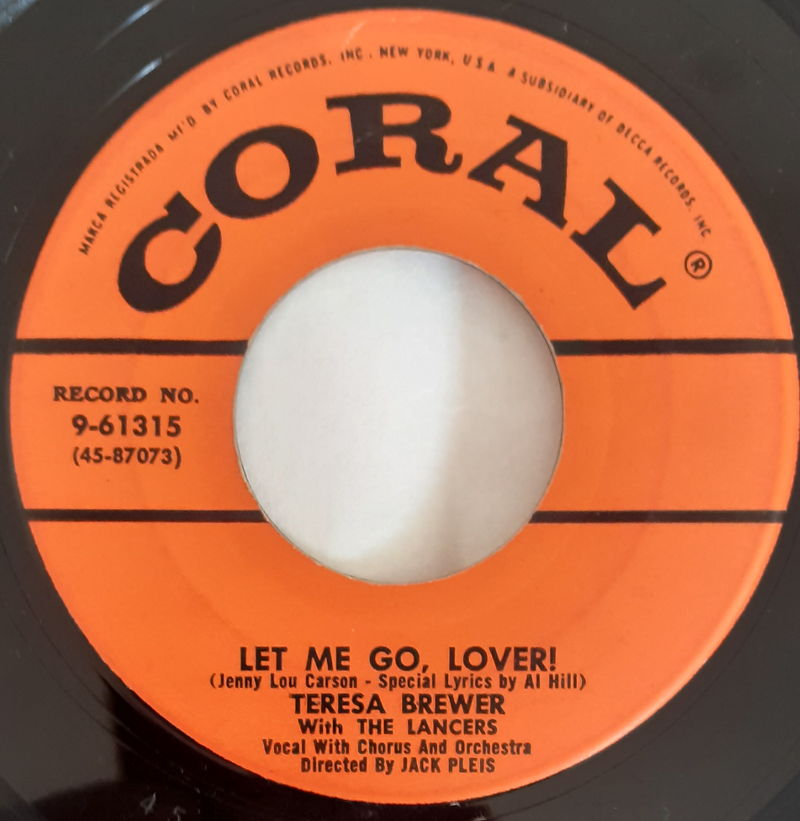 MARCA REGISTRADA MF'D BY CORAL RECORDS, INC. NEW YORK, U.S.A. A SUBSIDIARY OF DECCA RECORDS, INC.
CORAL®
RECORD NO.
9-61315
(45-87073)
LET ME GO, LOVER!
(Jenny Lou Carson - Special Lyrics by Al Hill)
TERESA BREWER
With THE LANCERS
Vocal With Chorus And Orchestra
Directed By JACK PLEIS